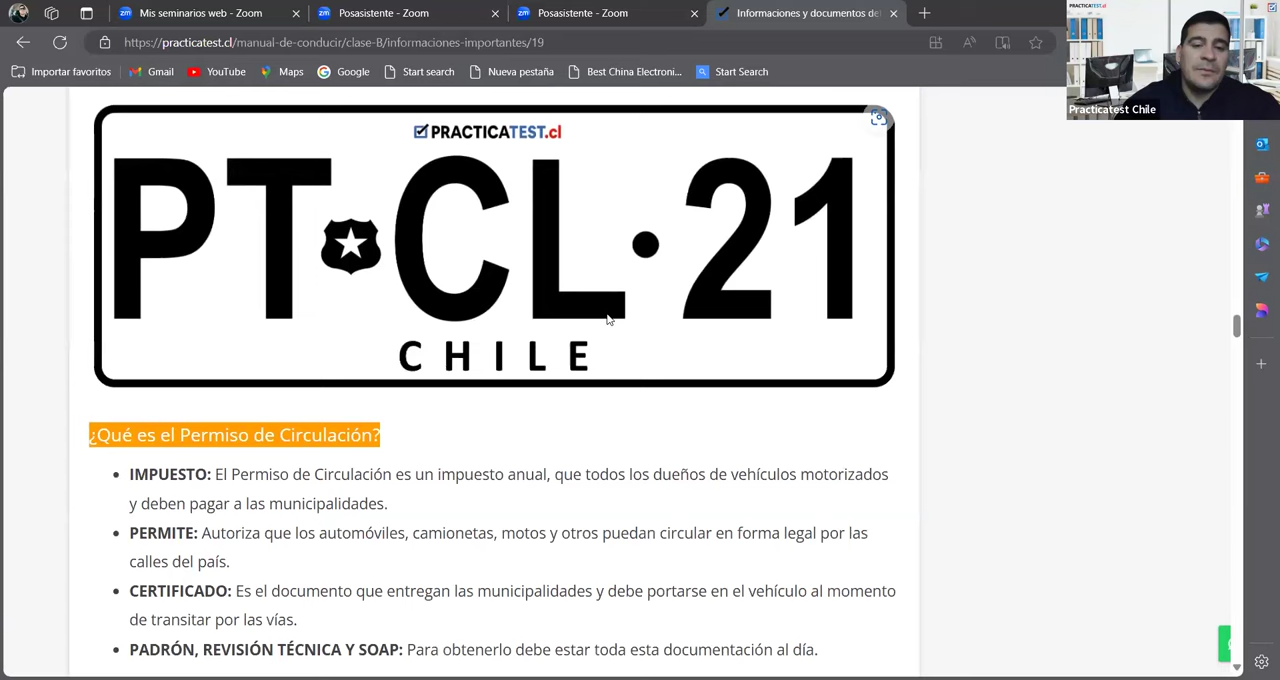 Mis seminarios web - Zoom
Posasistente - Zoom
Posasistente - Zoom
Informaciones y documentos del
https://practicatest.cl/manual-de-conducir/clase-B/informaciones-importantes/19
Importar favoritos
Gmail
YouTube
Maps
Google
Start search
Nueva pestaña
Best China Electroni...
Start Search
Practicatest Chile
PRACTICATEST.cl
PT CL · 21
CHILE
¿Qué es el Permiso de Circulación?
• IMPUESTO: El Permiso de Circulación es un impuesto anual, que todos los dueños de vehículos motorizados
y deben pagar a las municipalidades.
• PERMITE: Autoriza que los automóviles, camionetas, motos y otros puedan circular en forma legal por las
calles del país.
• CERTIFICADO: Es el documento que entregan las municipalidades y debe portarse en el vehículo al momento
de transitar por las vías.
• PADRÓN, REVISIÓN TÉCNICA Y SOAP: Para obtenerlo debe estar toda esta documentación al día.